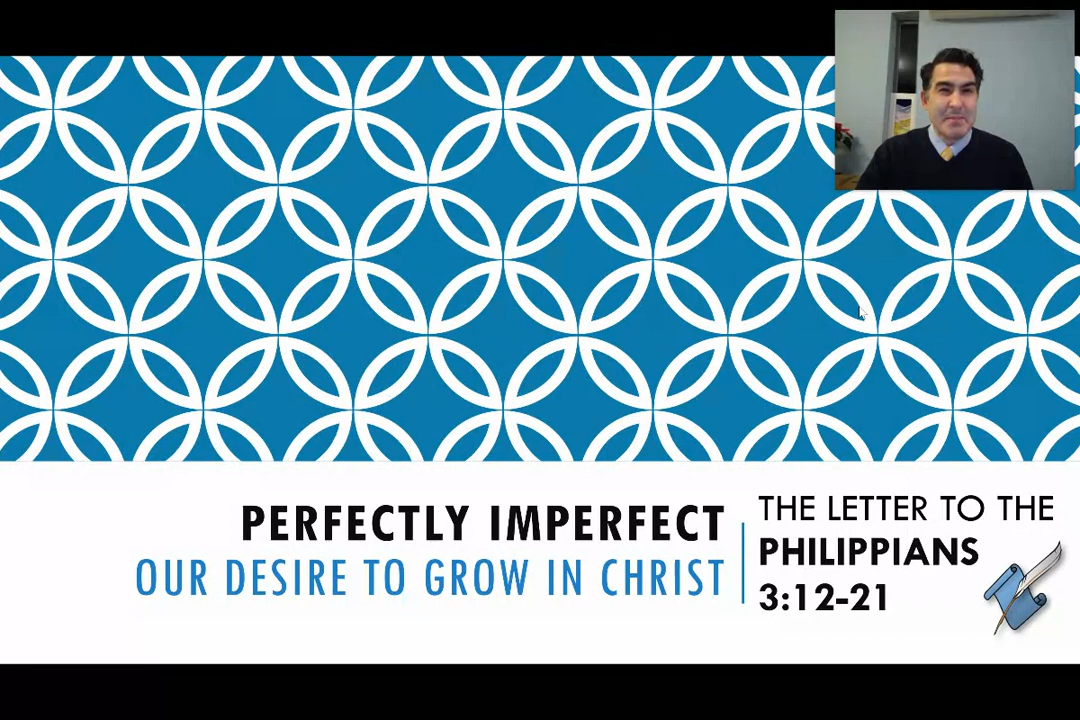 PERFECTLY IMPERFECT
OUR DESIRE TO GROW IN CHRIST
THE LETTER TO THE
PHILIPPIANS
3:12-21